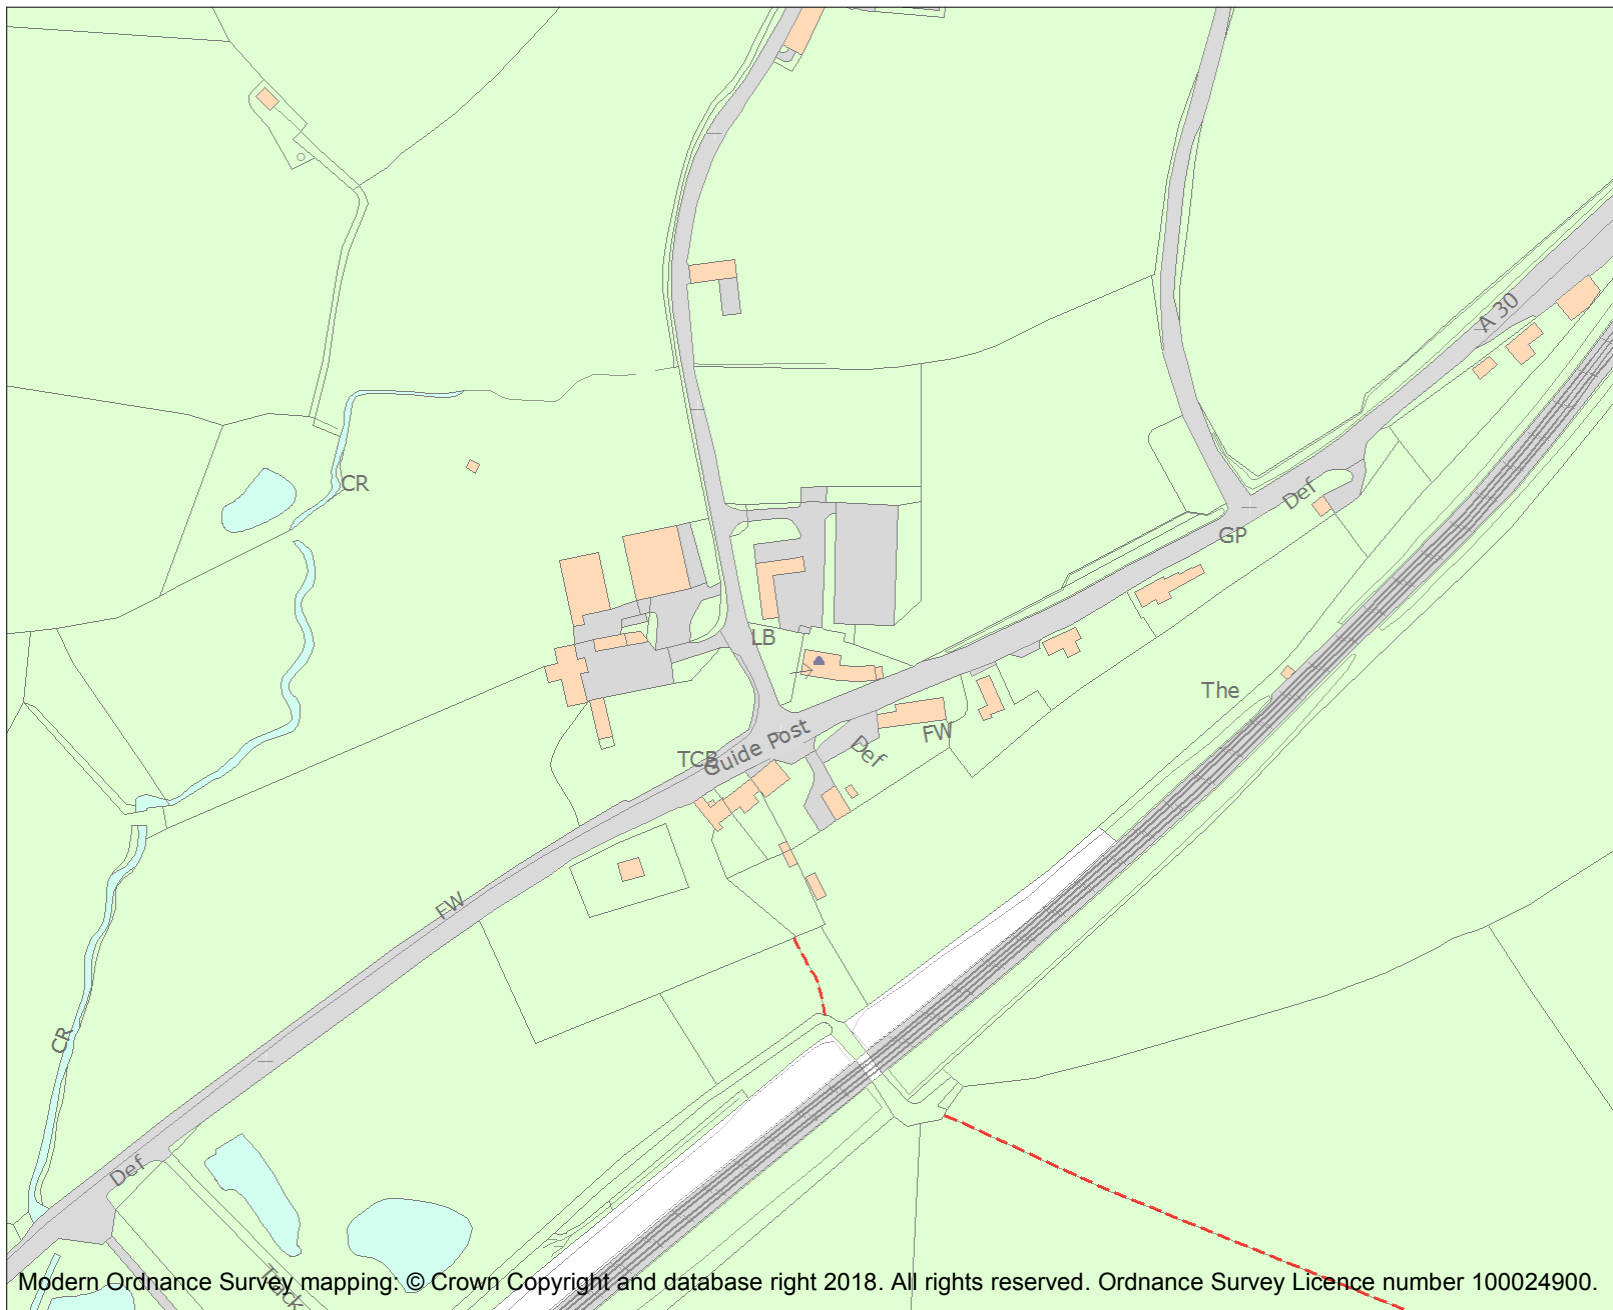 A 30
CR
Def
GP
LB
The
FW
Guide Post
TCB
Def
FW
CR
Def
Track
Modern Ordnance Survey mapping: © Crown Copyright and database right 2018. All rights reserved. Ordnance Survey Licence number 100024900.